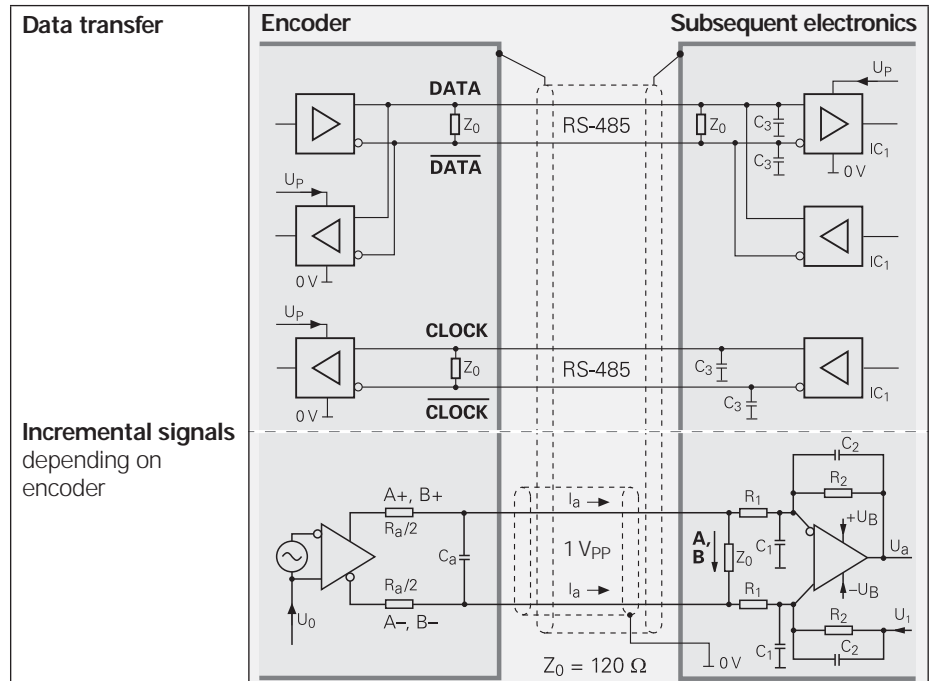 Data transfer
Encoder
Subsequent electronics
DATA
Z0
RS-485
Z0
C3
UP
IC1
C3
0 V
DATA
UP
0 V
IC1
UP
CLOCK
Z0
RS-485
C3
C3
IC1
0 V
CLOCK
Incremental signals
depending on
encoder
A+, B+
Ra/2
Ca
Ra/2
A–, B–
U0
Ia
1 VPP
Ia
Z0 = 120 Ω
0 V
A,
B
Z0
R1
C1
R1
C1
C2
R2
+UB
Ua
–UB
R2
U1
C2